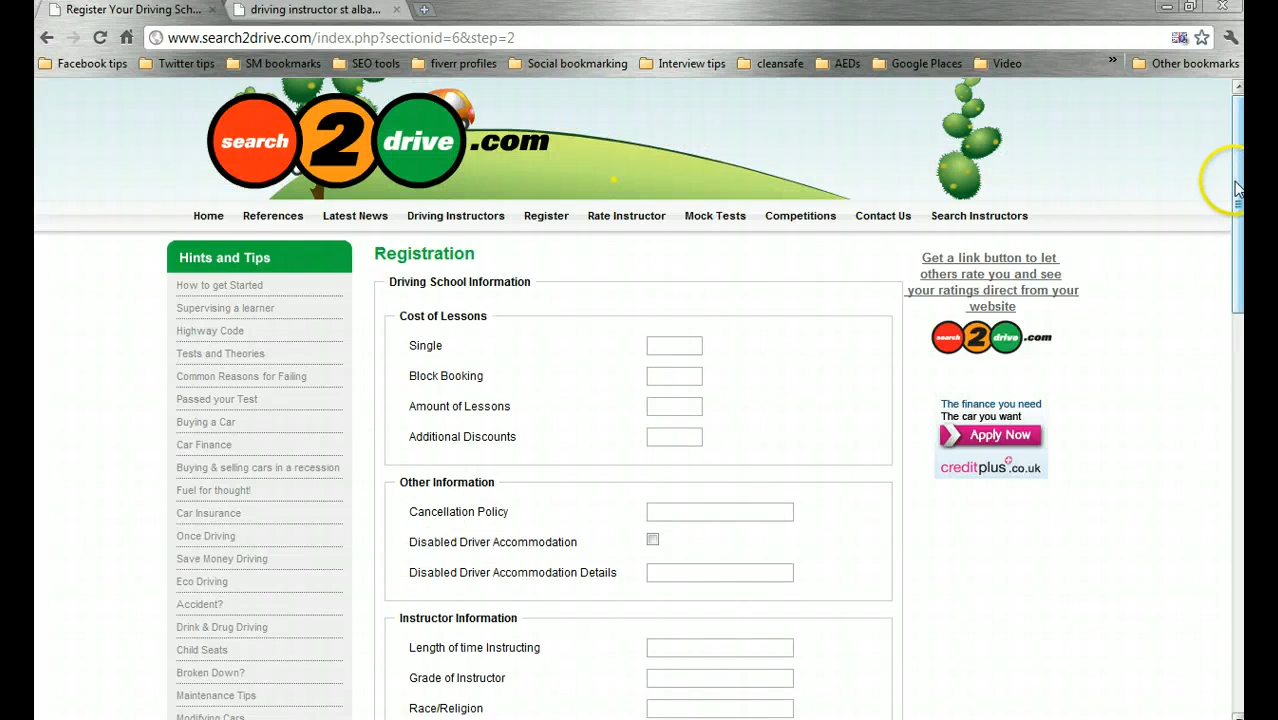 Register Your Driving Sch...
driving instructor st alba...
www.search2drive.com/index.php?sectionid=6&step=2
Facebook tips
Twitter tips
SM bookmarks
SEO tools
fiverr profiles
Social bookmarking
Interview tips
cleansafe
AEDs
Google Places
Video
»
Other bookmarks
search 2 drive .com
Home
References
Latest News
Driving Instructors
Register
Rate Instructor
Mock Tests
Competitions
Contact Us
Search Instructors
Hints and Tips
How to get Started
Supervising a learner
Highway Code
Tests and Theories
Common Reasons for Failing
Passed your Test
Buying a Car
Car Finance
Buying & selling cars in a recession
Fuel for thought!
Car Insurance
Once Driving
Save Money Driving
Eco Driving
Accident?
Drink & Drug Driving
Child Seats
Broken Down?
Maintenance Tips
Modifying Cars
Registration
Driving School Information
Cost of Lessons
Single
Block Booking
Amount of Lessons
Additional Discounts
Other Information
Cancellation Policy
Disabled Driver Accommodation
Disabled Driver Accommodation Details
Instructor Information
Length of time Instructing
Grade of Instructor
Race/Religion
Get a link button to let
others rate you and see
your ratings direct from your
website
search 2 drive .com
The finance you need
The car you want
Apply Now
creditplus.co.uk